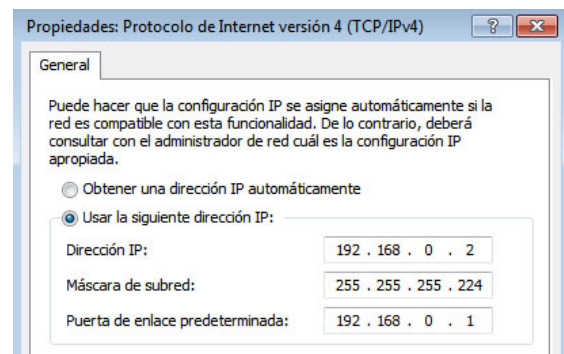 Propiedades: Protocolo de Internet versión 4 (TCP/IPv4)
General
Puede hacer que la configuración IP se asigne automáticamente si la
red es compatible con esta funcionalidad. De lo contrario, deberá
consultar con el administrador de red cuál es la configuración IP
apropiada.
Obtener una dirección IP automáticamente
Usar la siguiente dirección IP:
Dirección IP: 192 . 168 . 0 . 2
Máscara de subred: 255 . 255 . 255 . 224
Puerta de enlace predeterminada: 192 . 168 . 0 . 1